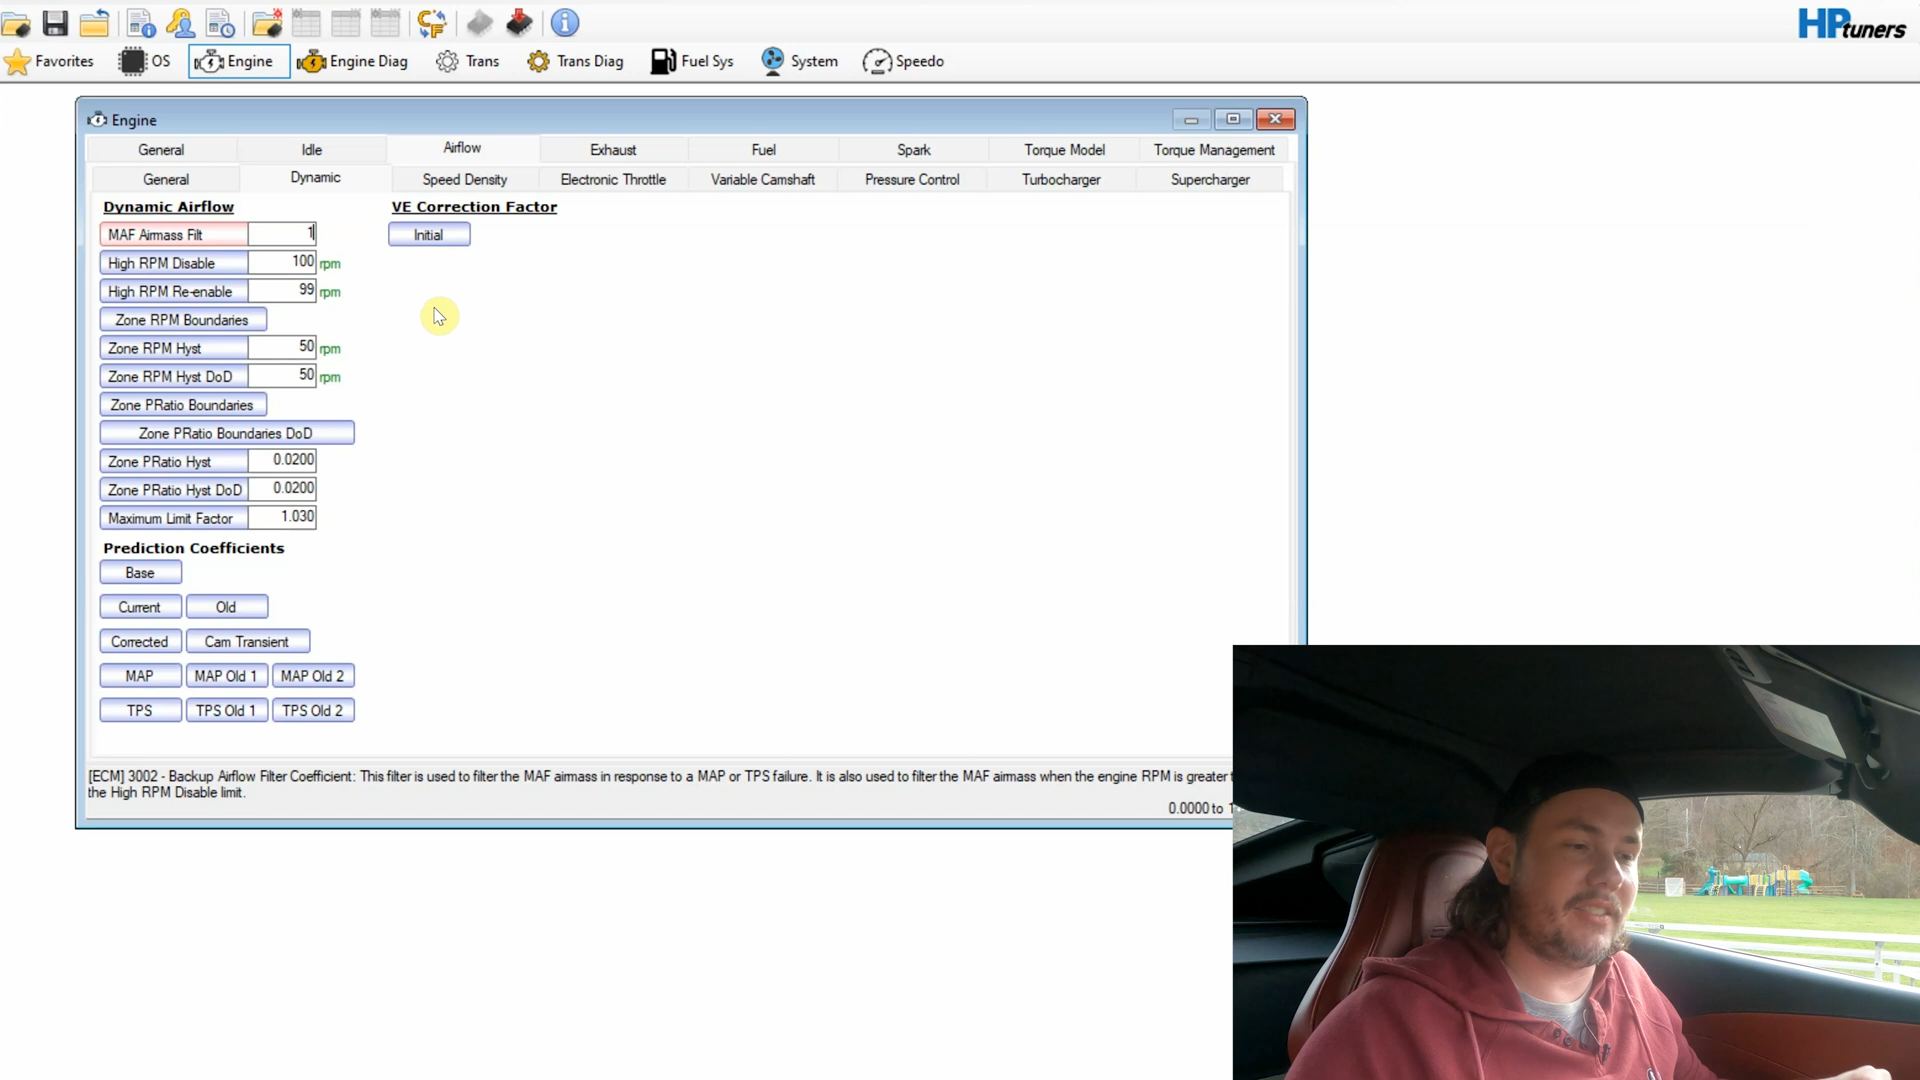 HPtuners
Favorites OS Engine Engine Diag Trans Trans Diag Fuel Sys System Speedo
Engine
General Idle Airflow Exhaust Fuel Spark Torque Model Torque Management
General Dynamic Speed Density Electronic Throttle Variable Camshaft Pressure Control Turbocharger Supercharger
Dynamic Airflow VE Correction Factor
MAF Airmass Filt 1 Initial
High RPM Disable 100 rpm
High RPM Re-enable 99 rpm
Zone RPM Boundaries
Zone RPM Hyst 50 rpm
Zone RPM Hyst DoD 50 rpm
Zone PRatio Boundaries
Zone PRatio Boundaries DoD
Zone PRatio Hyst 0.0200
Zone PRatio Hyst DoD 0.0200
Maximum Limit Factor 1.030
Prediction Coefficients
Base
Current Old
Corrected Cam Transient
MAP MAP Old 1 MAP Old 2
TPS TPS Old 1 TPS Old 2
[ECM] 3002 - Backup Airflow Filter Coefficient: This filter is used to filter the MAF airmass in response to a MAP or TPS failure. It is also used to filter the MAF airmass when the engine RPM is greater
the High RPM Disable limit.
0.0000 to